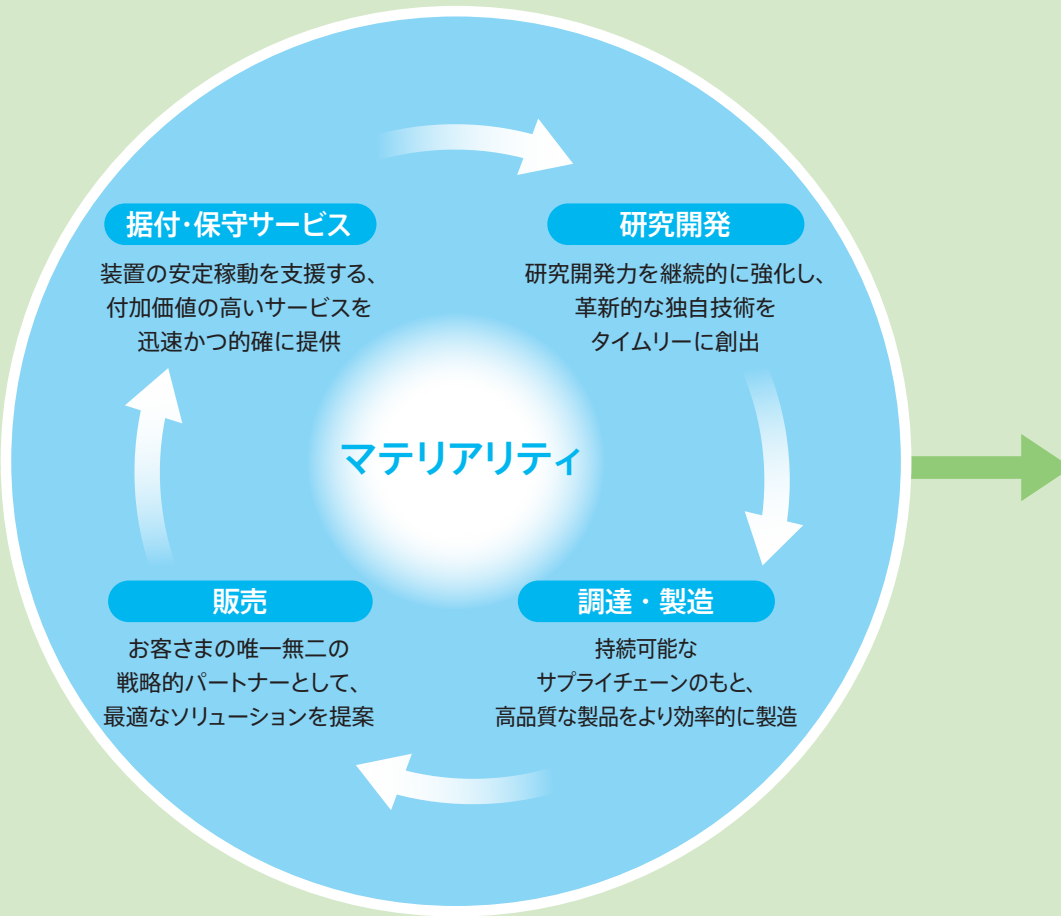 据付・保守サービス
装置の安定稼動を支援する、
付加価値の高いサービスを
迅速かつ的確に提供
研究開発
研究開発力を継続的に強化し、
革新的な独自技術を
タイムリーに創出
マテリアリティ
販売
お客さまの唯一無二の
戦略的パートナーとして、
最適なソリューションを提案
調達・製造
持続可能な
サプライチェーンのもと、
高品質な製品をより効率的に製造